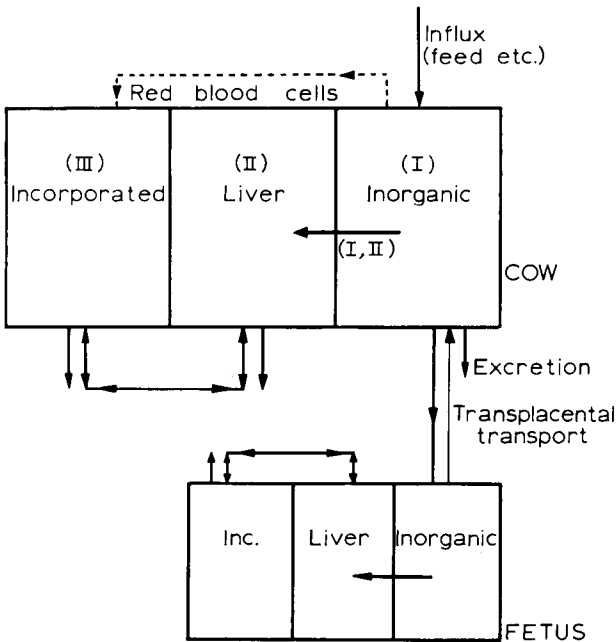 Influx
(feed etc.)
Red blood cells
(III)
Incorporated
(II)
Liver
(I)
Inorganic
(I,II)
COW
Excretion
Transplacental
transport
Inc.
Liver
Inorganic
FETUS